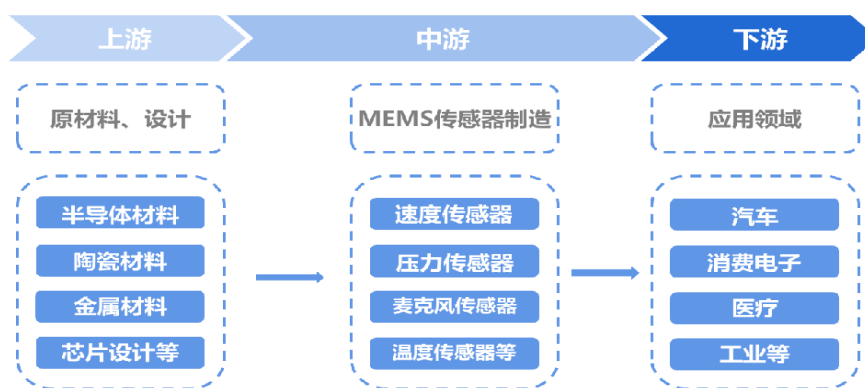 上游
中游
下游
原材料、设计
MEMS传感器制造
应用领域
半导体材料
陶瓷材料
金属材料
芯片设计等
速度传感器
压力传感器
麦克风传感器
温度传感器等
汽车
消费电子
医疗
工业等